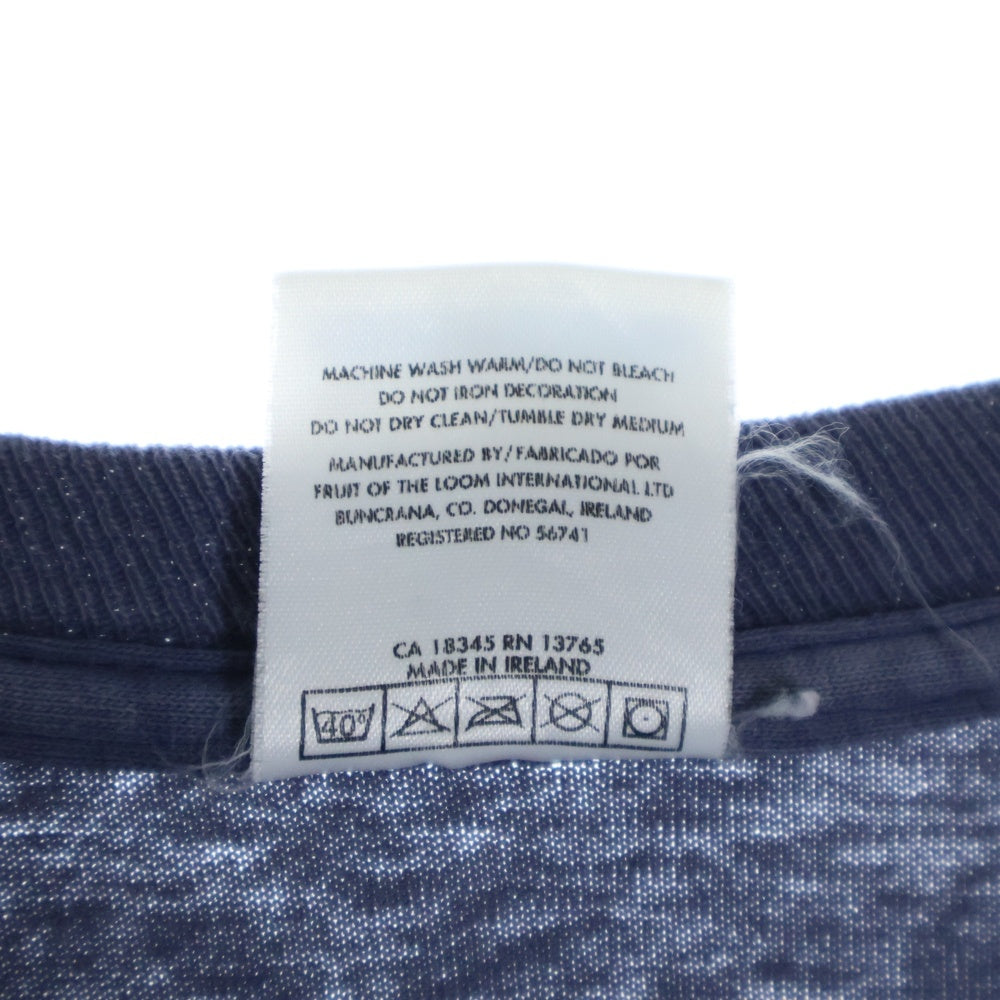 MACHINE WASH WARM/DO NOT BLEACH
DO NOT IRON DECORATION
DO NOT DRY CLEAN/TUMBLE DRY MEDIUM
MANUFACTURED BY/FABRICADO POR
FRUIT OF THE LOOM INTERNATIONAL LTD
BUNCRANA, CO. DONEGAL, IRELAND
REGISTERED NO 56741
CA 18345 RN 13765
MADE IN IRELAND
40°